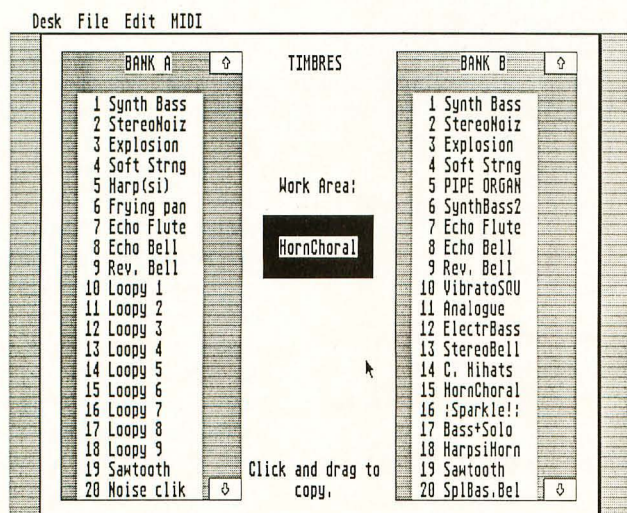 Desk File Edit MIDI
BANK A
1 Synth Bass
2 StereoNoiz
3 Explosion
4 Soft Strng
5 Harp(si)
6 Frying pan
7 Echo Flute
8 Echo Bell
9 Rev. Bell
10 Loopy 1
11 Loopy 2
12 Loopy 3
13 Loopy 4
14 Loopy 5
15 Loopy 6
16 Loopy 7
17 Loopy 8
18 Loopy 9
19 Sawtooth
20 Noise clik
TIMBRES
Work Area:
HornChoral
Click and drag to
copy.
BANK B
1 Synth Bass
2 StereoNoiz
3 Explosion
4 Soft Strng
5 PIPE ORGAN
6 SynthBass2
7 Echo Flute
8 Echo Bell
9 Rev. Bell
10 VibratoSQU
11 Analogue
12 ElectrBass
13 StereoBell
14 C. Hihats
15 HornChoral
16 :Sparkle!:
17 Bass+Solo
18 HarpsiHorn
19 Sawtooth
20 SplBas.Bel